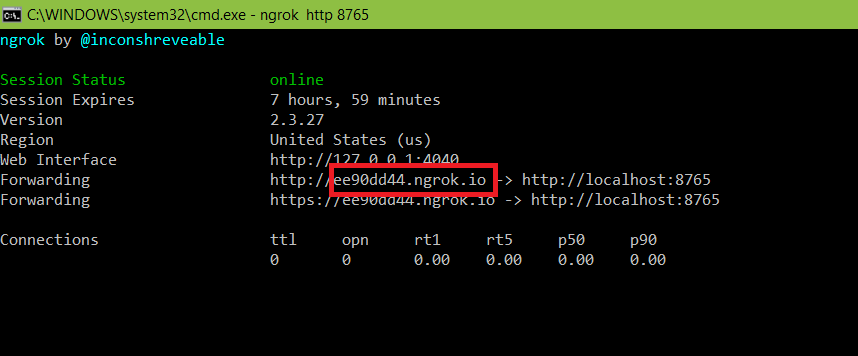 C:\WINDOWS\system32\cmd.exe - ngrok  http 8765
ngrok by @inconshreveable
Session Status online
Session Expires 7 hours, 59 minutes
Version 2.3.27
Region United States (us)
Web Interface http://127.0.0.1:4040
Forwarding http://ee90dd44.ngrok.io -> http://localhost:8765
Forwarding https://ee90dd44.ngrok.io -> http://localhost:8765
Connections ttl opn rt1 rt5 p50 p90
0 0 0.00 0.00 0.00 0.00